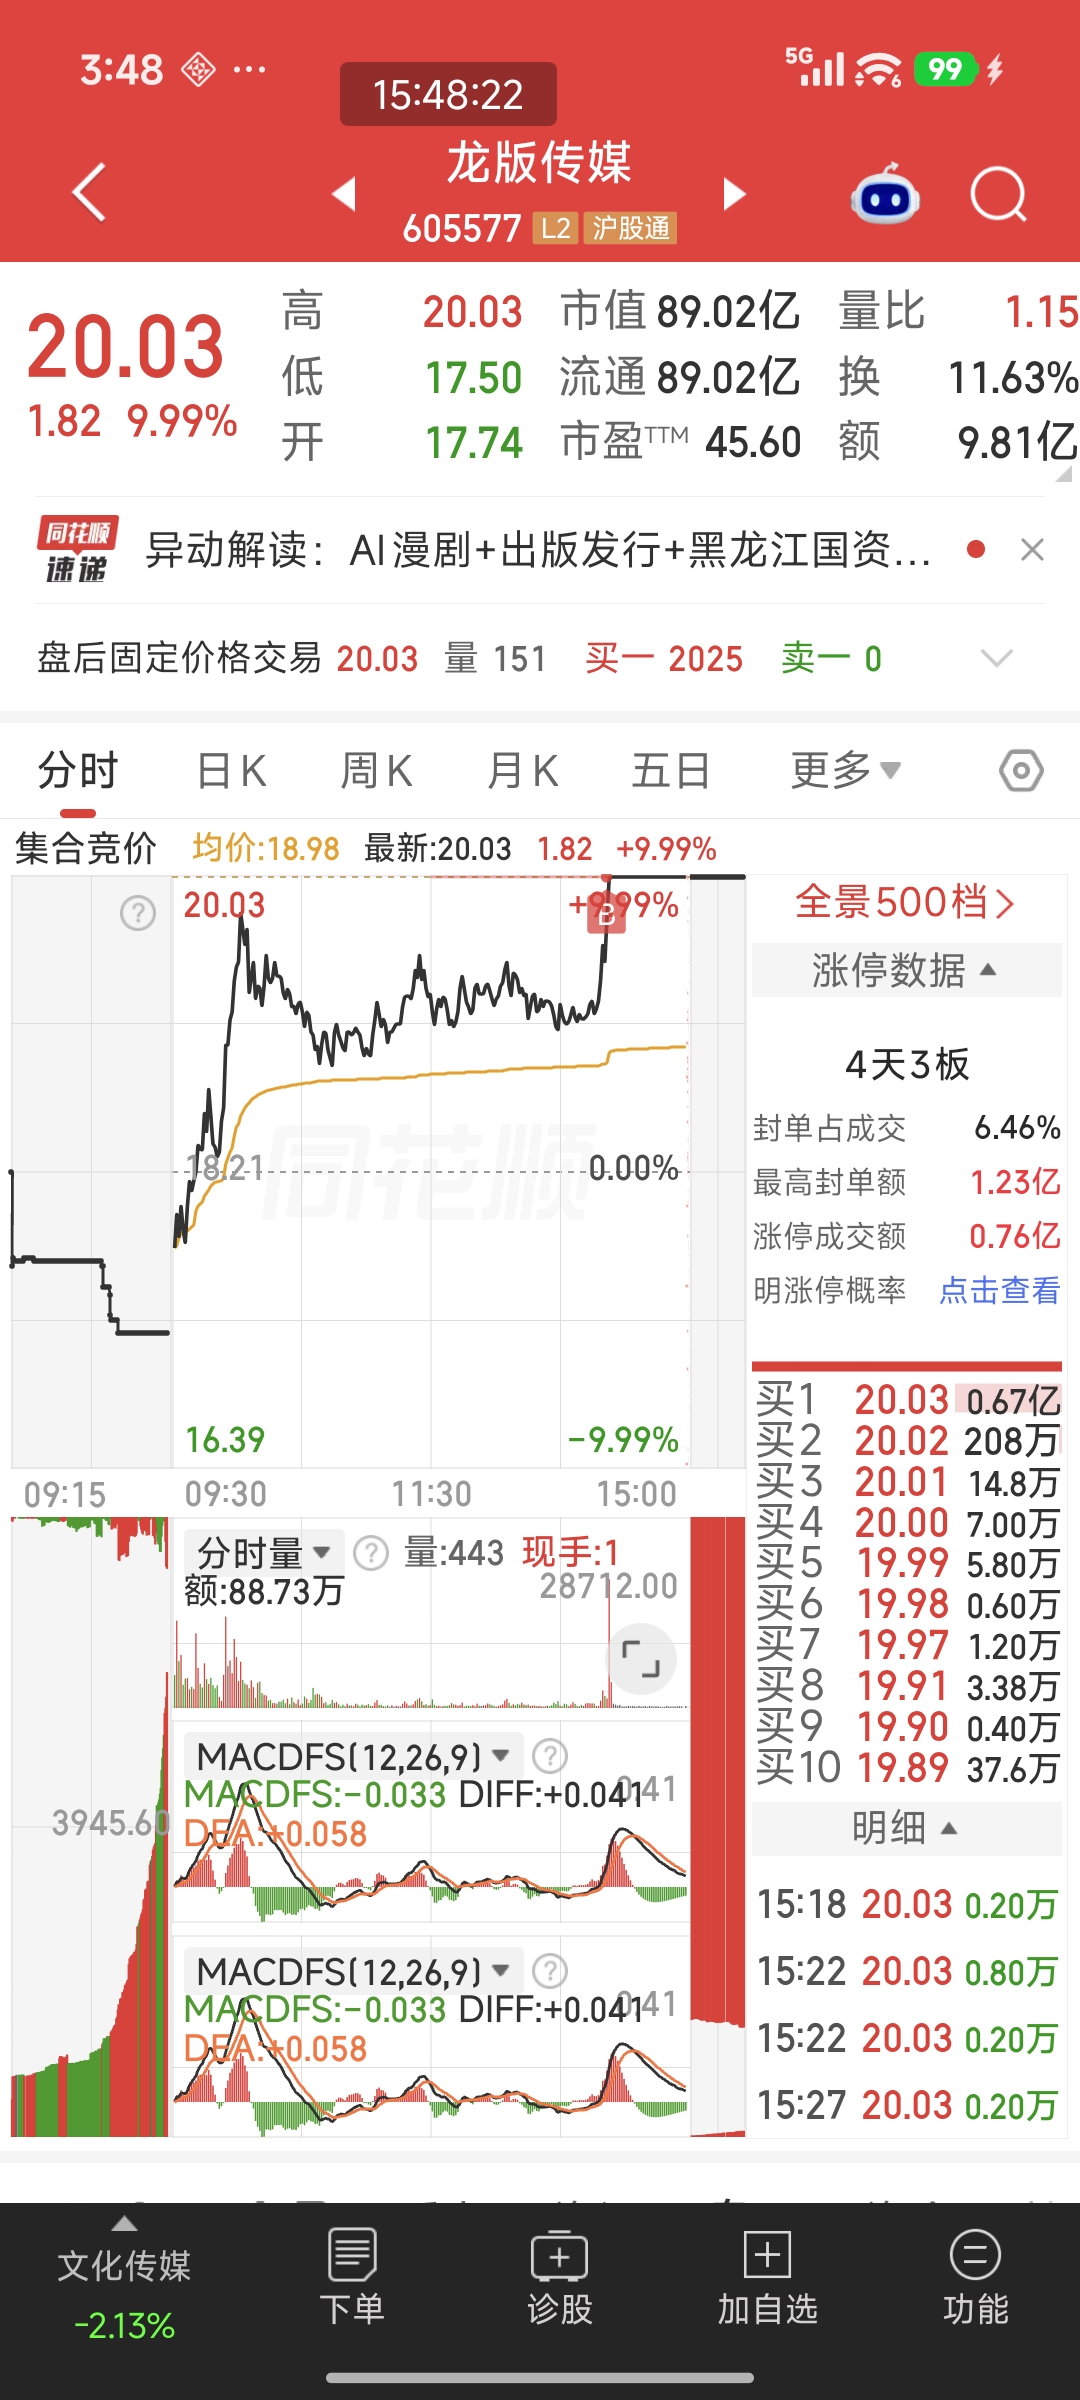 3:48
5G
6
99
15:48:22
龙版传媒
605577 L2 沪股通
20.03
1.82 9.99%
高 20.03 市值 89.02亿 量比 1.15
低 17.50 流通 89.02亿 换 11.63%
开 17.74 市盈TTM 45.60 额 9.81亿
同花顺
速递
异动解读：AI漫剧+出版发行+黑龙江国资...
盘后固定价格交易 20.03 量 151 买一 2025 卖一 0
分时 日K 周K 月K 五日 更多
集合竞价 均价:18.98 最新:20.03 1.82 +9.99%
20.03 +9.99%
B
18.21 0.00%
同花顺
16.39 -9.99%
09:15 09:30 11:30 15:00
分时量 ? 量:443 现手:1
额:88.73万 28712.00
3945.60
MACDFS(12,26,9) ?
MACDFS:-0.033 DIFF:+0.041 0.41
DEA:+0.058
MACDFS(12,26,9) ?
MACDFS:-0.033 DIFF:+0.041 0.41
DEA:+0.058
全景500档
涨停数据
4天3板
封单占成交 6.46%
最高封单额 1.23亿
涨停成交额 0.76亿
明涨停概率 点击查看
买1 20.03 0.67亿
买2 20.02 208万
买3 20.01 14.8万
买4 20.00 7.00万
买5 19.99 5.80万
买6 19.98 0.60万
买7 19.97 1.20万
买8 19.91 3.38万
买9 19.90 0.40万
买10 19.89 37.6万
明细
15:18 20.03 0.20万
15:22 20.03 0.80万
15:22 20.03 0.20万
15:27 20.03 0.20万
文化传媒
-2.13%
下单
诊股
加自选
功能